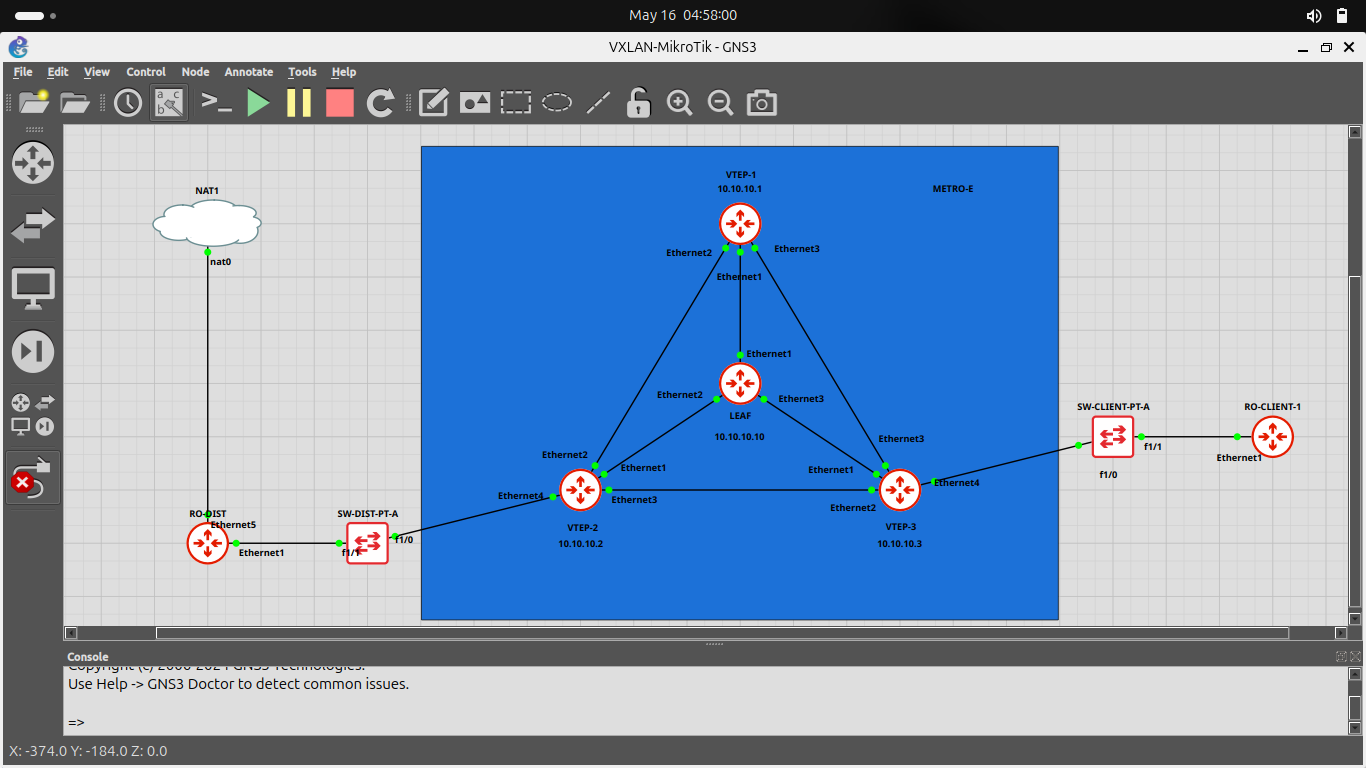 May 16 04:58:00
VXLAN-MikroTik - GNS3
File Edit View Control Node Annotate Tools Help
a c
b
VTEP-1
10.10.10.1
METRO-E
NAT1
nat0
Ethernet2
Ethernet3
Ethernet1
Ethernet1
Ethernet2
Ethernet3
LEAF
10.10.10.10
SW-CLIENT-PT-A
RO-CLIENT-1
f1/1
Ethernet1
f1/0
Ethernet2
Ethernet1
Ethernet3
Ethernet1
Ethernet4
Ethernet4
Ethernet3
Ethernet2
VTEP-2
10.10.10.2
VTEP-3
10.10.10.3
RO-DIST
Ethernet5
Ethernet1
SW-DIST-PT-A
f1/1
f1/0
Console
Copyright (c) 2006-2024 GNS3 Technologies.
Use Help -> GNS3 Doctor to detect common issues.
=>
X: -374.0 Y: -184.0 Z: 0.0